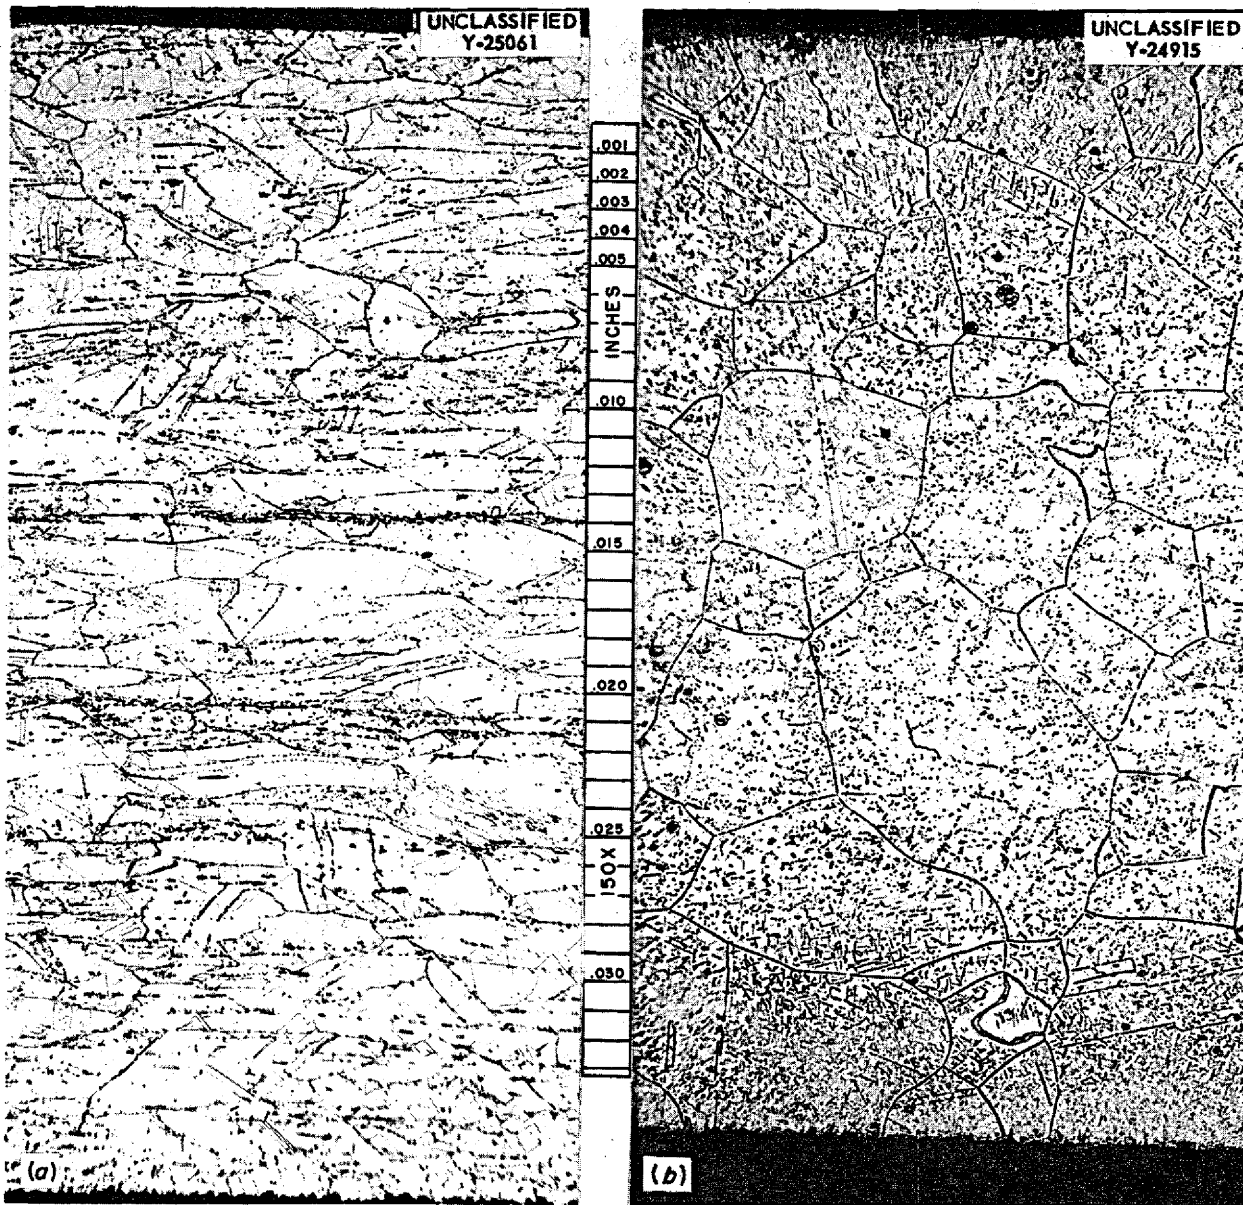 UNCLASSIFIED
Y-25061
UNCLASSIFIED
Y-24915
.001
.002
.003
.004
.005
INCHES
.010
.015
.020
.025
150X
.030
(a)
(b)